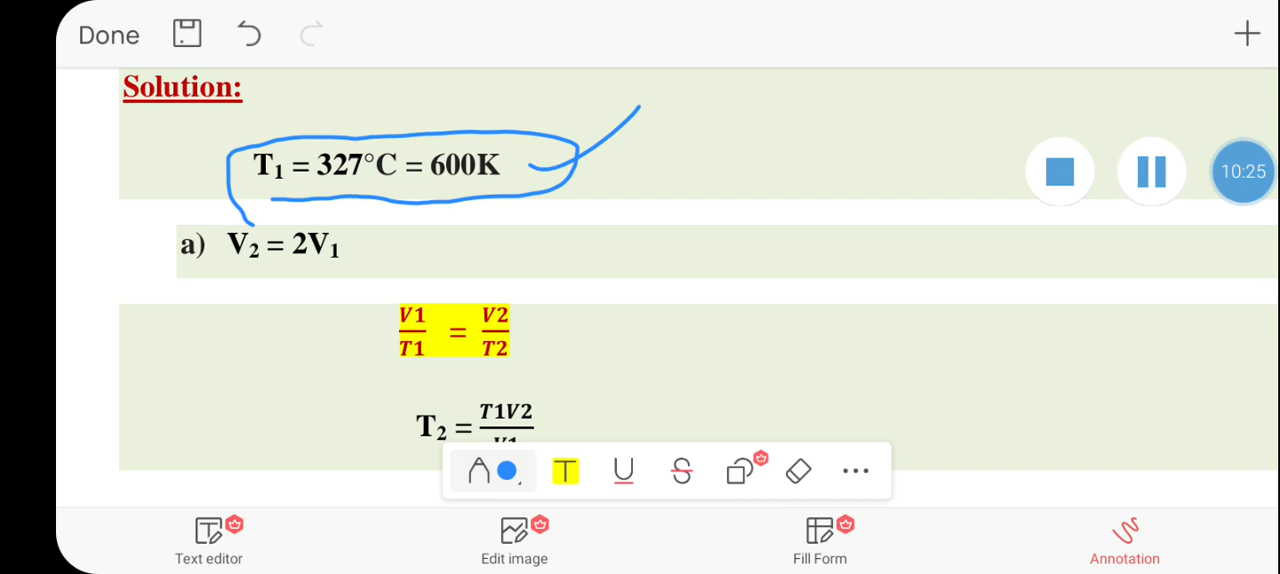 Done
Solution:
T₁ = 327°C = 600K
10:25
a) V₂ = 2V₁
V1/T1 = V2/T2
T₂ = T1V2
T U S
Text editor Edit image Fill Form Annotation